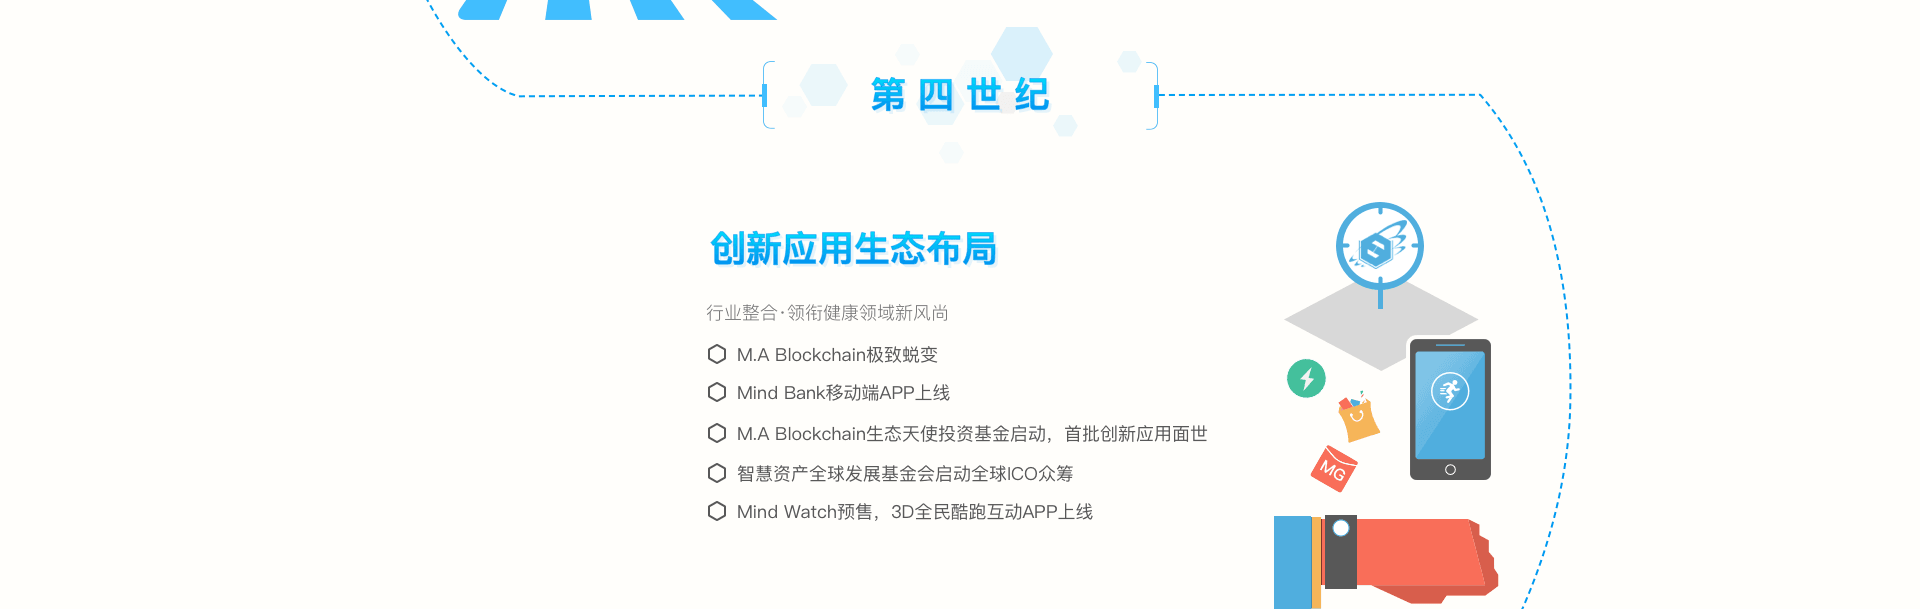 第四世纪
创新应用生态布局
行业整合·领衔健康领域新风尚
M.A Blockchain极致蜕变
Mind Bank移动端APP上线
M.A Blockchain生态天使投资基金启动，首批创新应用面世
智慧资产全球发展基金会启动全球ICO众筹
Mind Watch预售，3D全民酷跑互动APP上线
MG